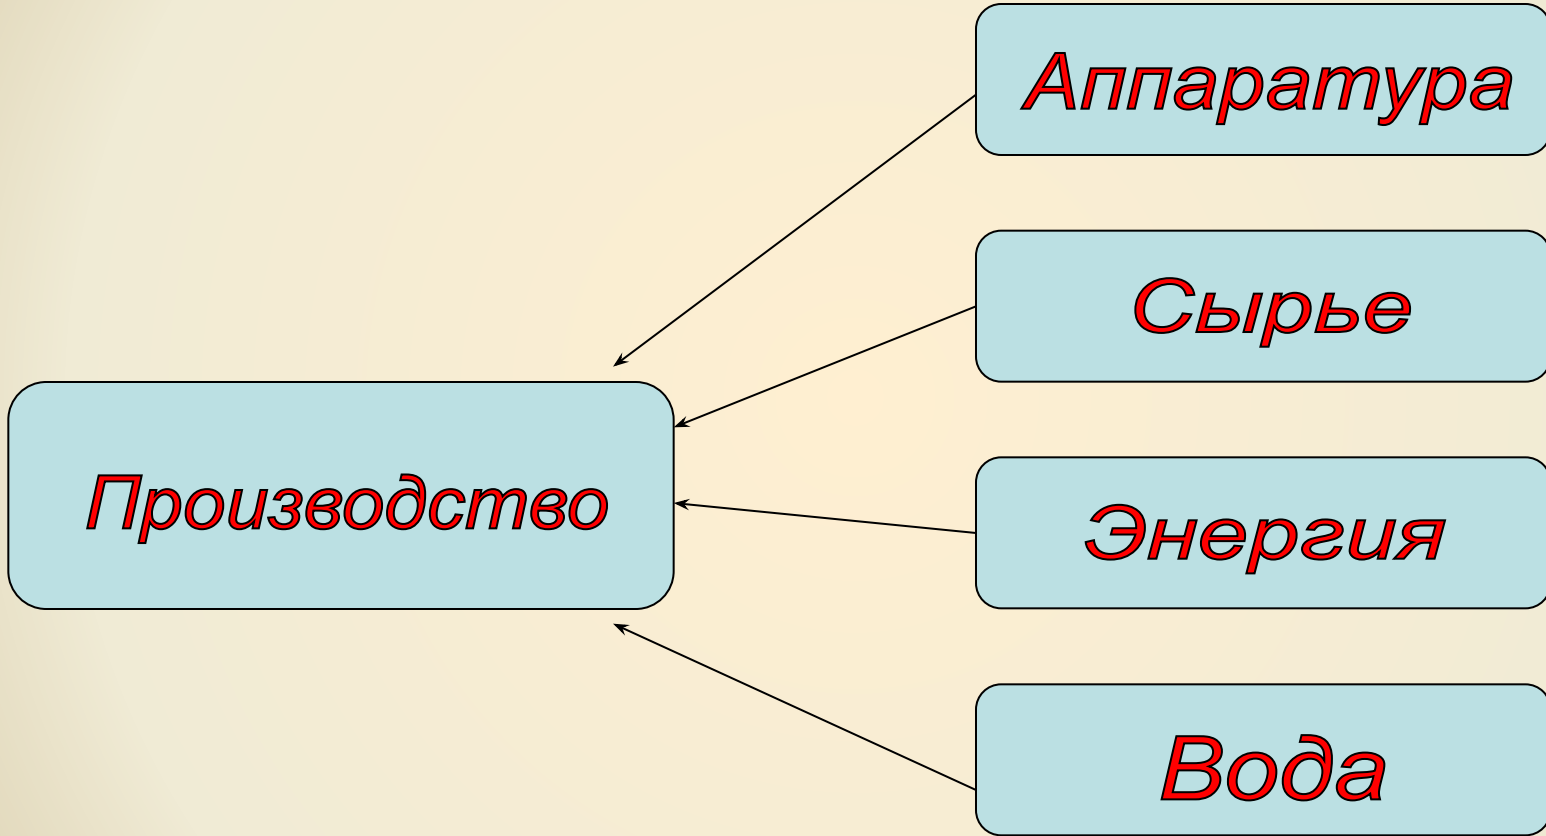 Аппаратура
Сырье
Производство
Энергия
Вода